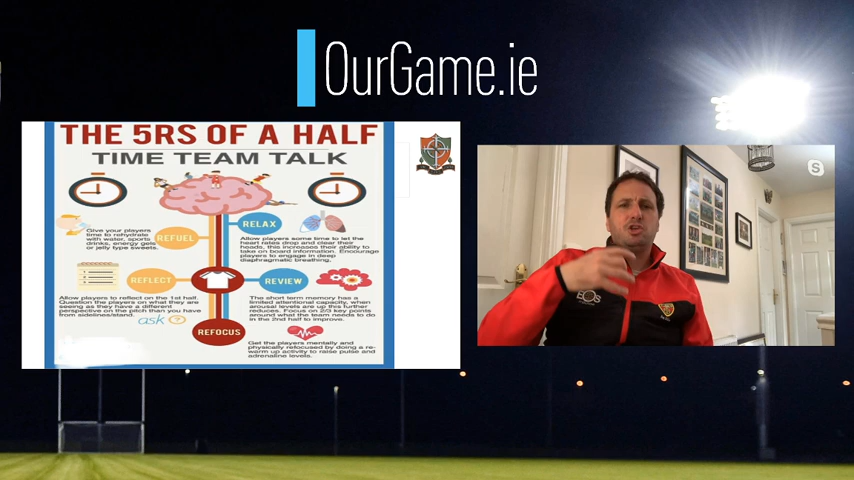 OurGame.ie
THE 5RS OF A HALF
TIME TEAM TALK
Give your players
time to rehydrate
with water, sports
drinks, energy gels
or jelly type sweets.
REFUEL
RELAX
Allow players some time to let the
heart rates drop and clear their
heads, this increases their ability to
take on board information. Encourage
players to engage in deep
diaphragmatic breathing.
REFLECT
REVIEW
Allow players to reflect on the 1st half.
Question the players on what they are
seeing as they have a different
perspective on the pitch than you have
from sidelines/stand.
ask ?
The short term memory has a
limited attentional capacity, when
arousal levels are up this further
reduces. Focus on 2/3 key points
around what the team needs to do
in the 2nd half to improve.
REFOCUS
Get the players mentally and
physically refocused by doing a re-
warm up activity to raise pulse and
adrenaline levels.
BOS